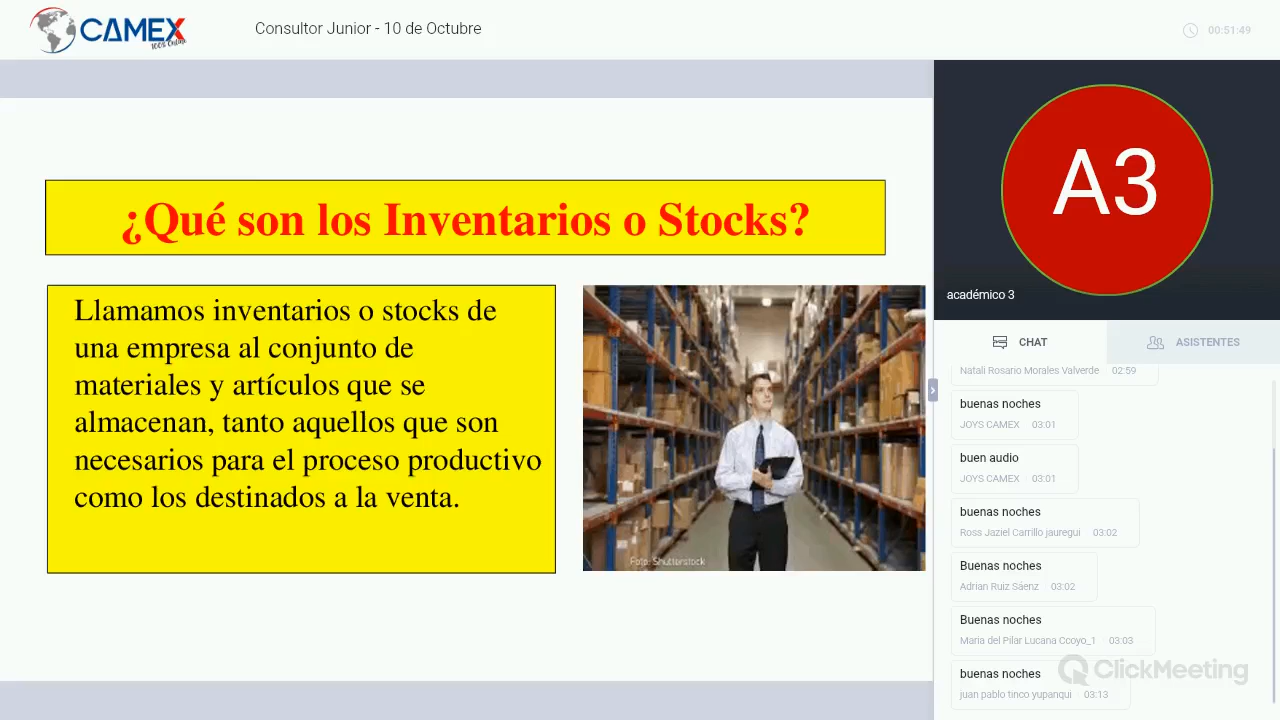 CAMEX
100% Online
Consultor Junior - 10 de Octubre
00:51:49
¿Qué son los Inventarios o Stocks?
Llamamos inventarios o stocks de
una empresa al conjunto de
materiales y artículos que se
almacenan, tanto aquellos que son
necesarios para el proceso productivo
como los destinados a la venta.
Foto: Shutterstock
A3
académico 3
CHAT
ASISTENTES
Natali Rosario Morales Valverde 02:59
buenas noches
JOYS CAMEX 03:01
buen audio
JOYS CAMEX 03:01
buenas noches
Ross Jaziel Carrillo jauregui 03:02
Buenas noches
Adrian Ruiz Sáenz 03:02
Buenas noches
Maria del Pilar Lucana Ccoyo_1 03:03
buenas noches
juan pablo tinco yupanqui 03:13
ClickMeeting